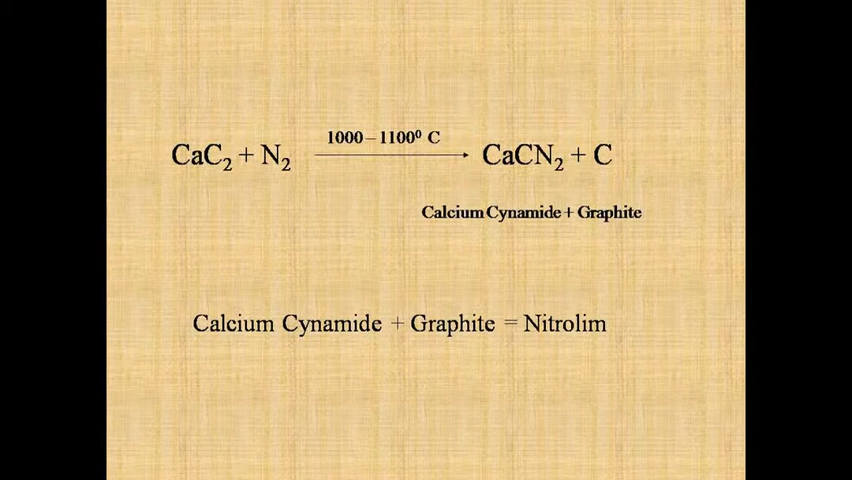 1000 – 1100⁰ C
CaC₂ + N₂ → CaCN₂ + C
Calcium Cynamide + Graphite
Calcium Cynamide + Graphite = Nitrolim